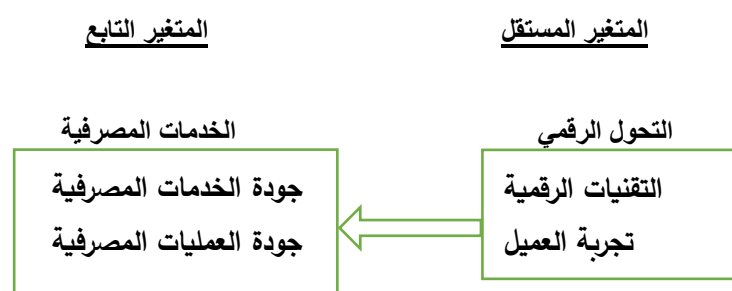 المتغير المستقل
المتغير التابع
التحول الرقمي
الخدمات المصرفية
التقنيات الرقمية
جودة الخدمات المصرفية
تجربة العميل
جودة العمليات المصرفية